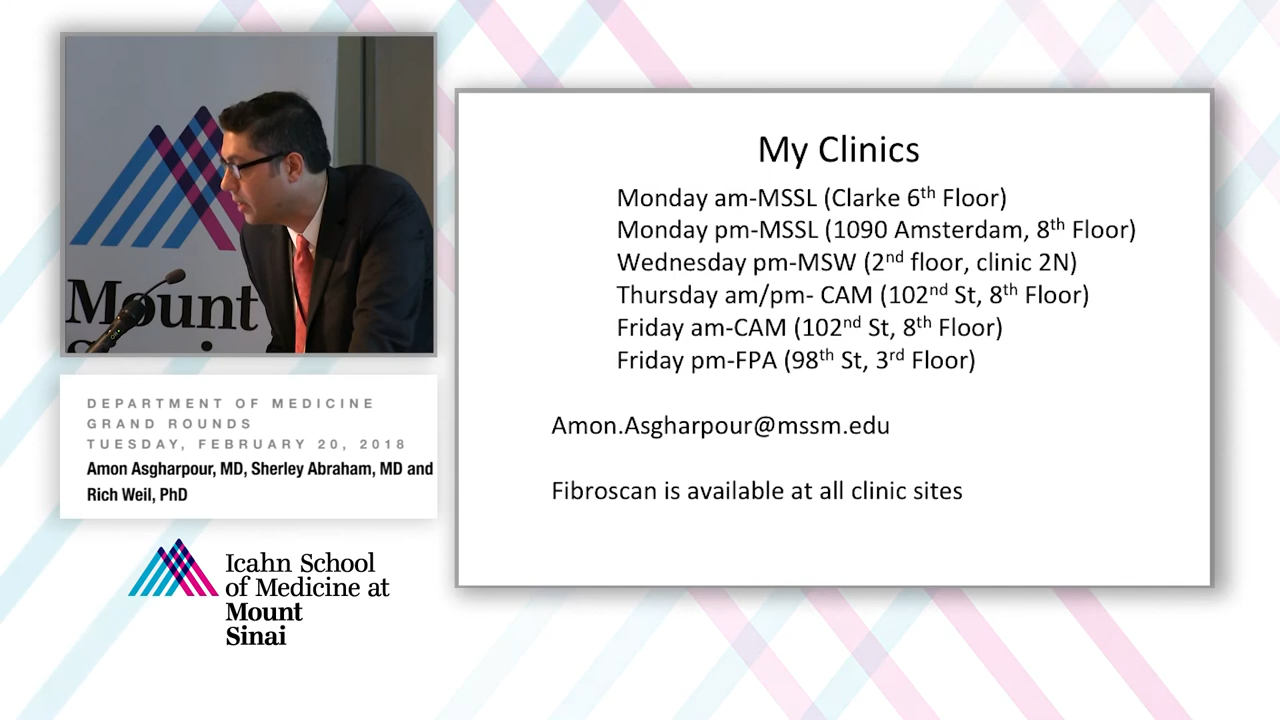 Mount
My Clinics
Monday am-MSSL (Clarke 6th Floor)
Monday pm-MSSL (1090 Amsterdam, 8th Floor)
Wednesday pm-MSW (2nd floor, clinic 2N)
Thursday am/pm- CAM (102nd St, 8th Floor)
Friday am-CAM (102nd St, 8th Floor)
Friday pm-FPA (98th St, 3rd Floor)
Amon.Asgharpour@mssm.edu
Fibroscan is available at all clinic sites
DEPARTMENT OF MEDICINE
GRAND ROUNDS
TUESDAY, FEBRUARY 20, 2018
Amon Asgharpour, MD, Sherley Abraham, MD and
Rich Weil, PhD
Icahn School
of Medicine at
Mount
Sinai